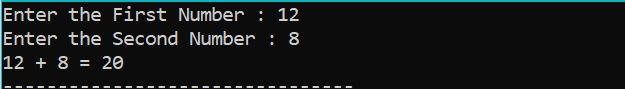 Enter the First Number : 12
Enter the Second Number : 8
12 + 8 = 20
--------------------------------